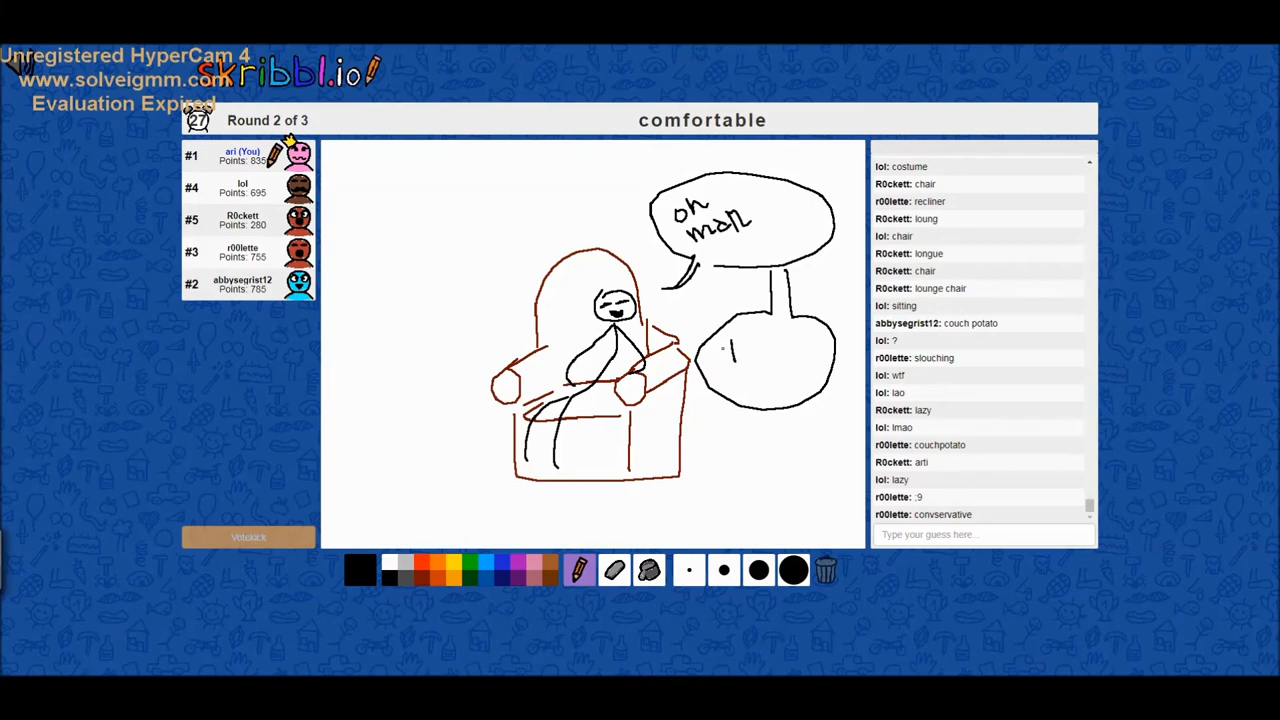 Unregistered HyperCam 4
www.solveigmm.com
Evaluation Expired
skribbl.io
27
Round 2 of 3
comfortable
#1
ari (You)
Points: 835
#4
lol
Points: 695
#5
R0ckett
Points: 280
#3
r00lette
Points: 755
#2
abbysegrist12
Points: 785
Votekick
oh
man
lol: costume
R0ckett: chair
r00lette: recliner
R0ckett: loung
lol: chair
R0ckett: longue
R0ckett: chair
R0ckett: lounge chair
lol: sitting
abbysegrist12: couch potato
lol: ?
r00lette: slouching
lol: wtf
lol: lao
R0ckett: lazy
lol: lmao
r00lette: couchpotato
R0ckett: arti
lol: lazy
r00lette: ;9
r00lette: convservative
Type your guess here...